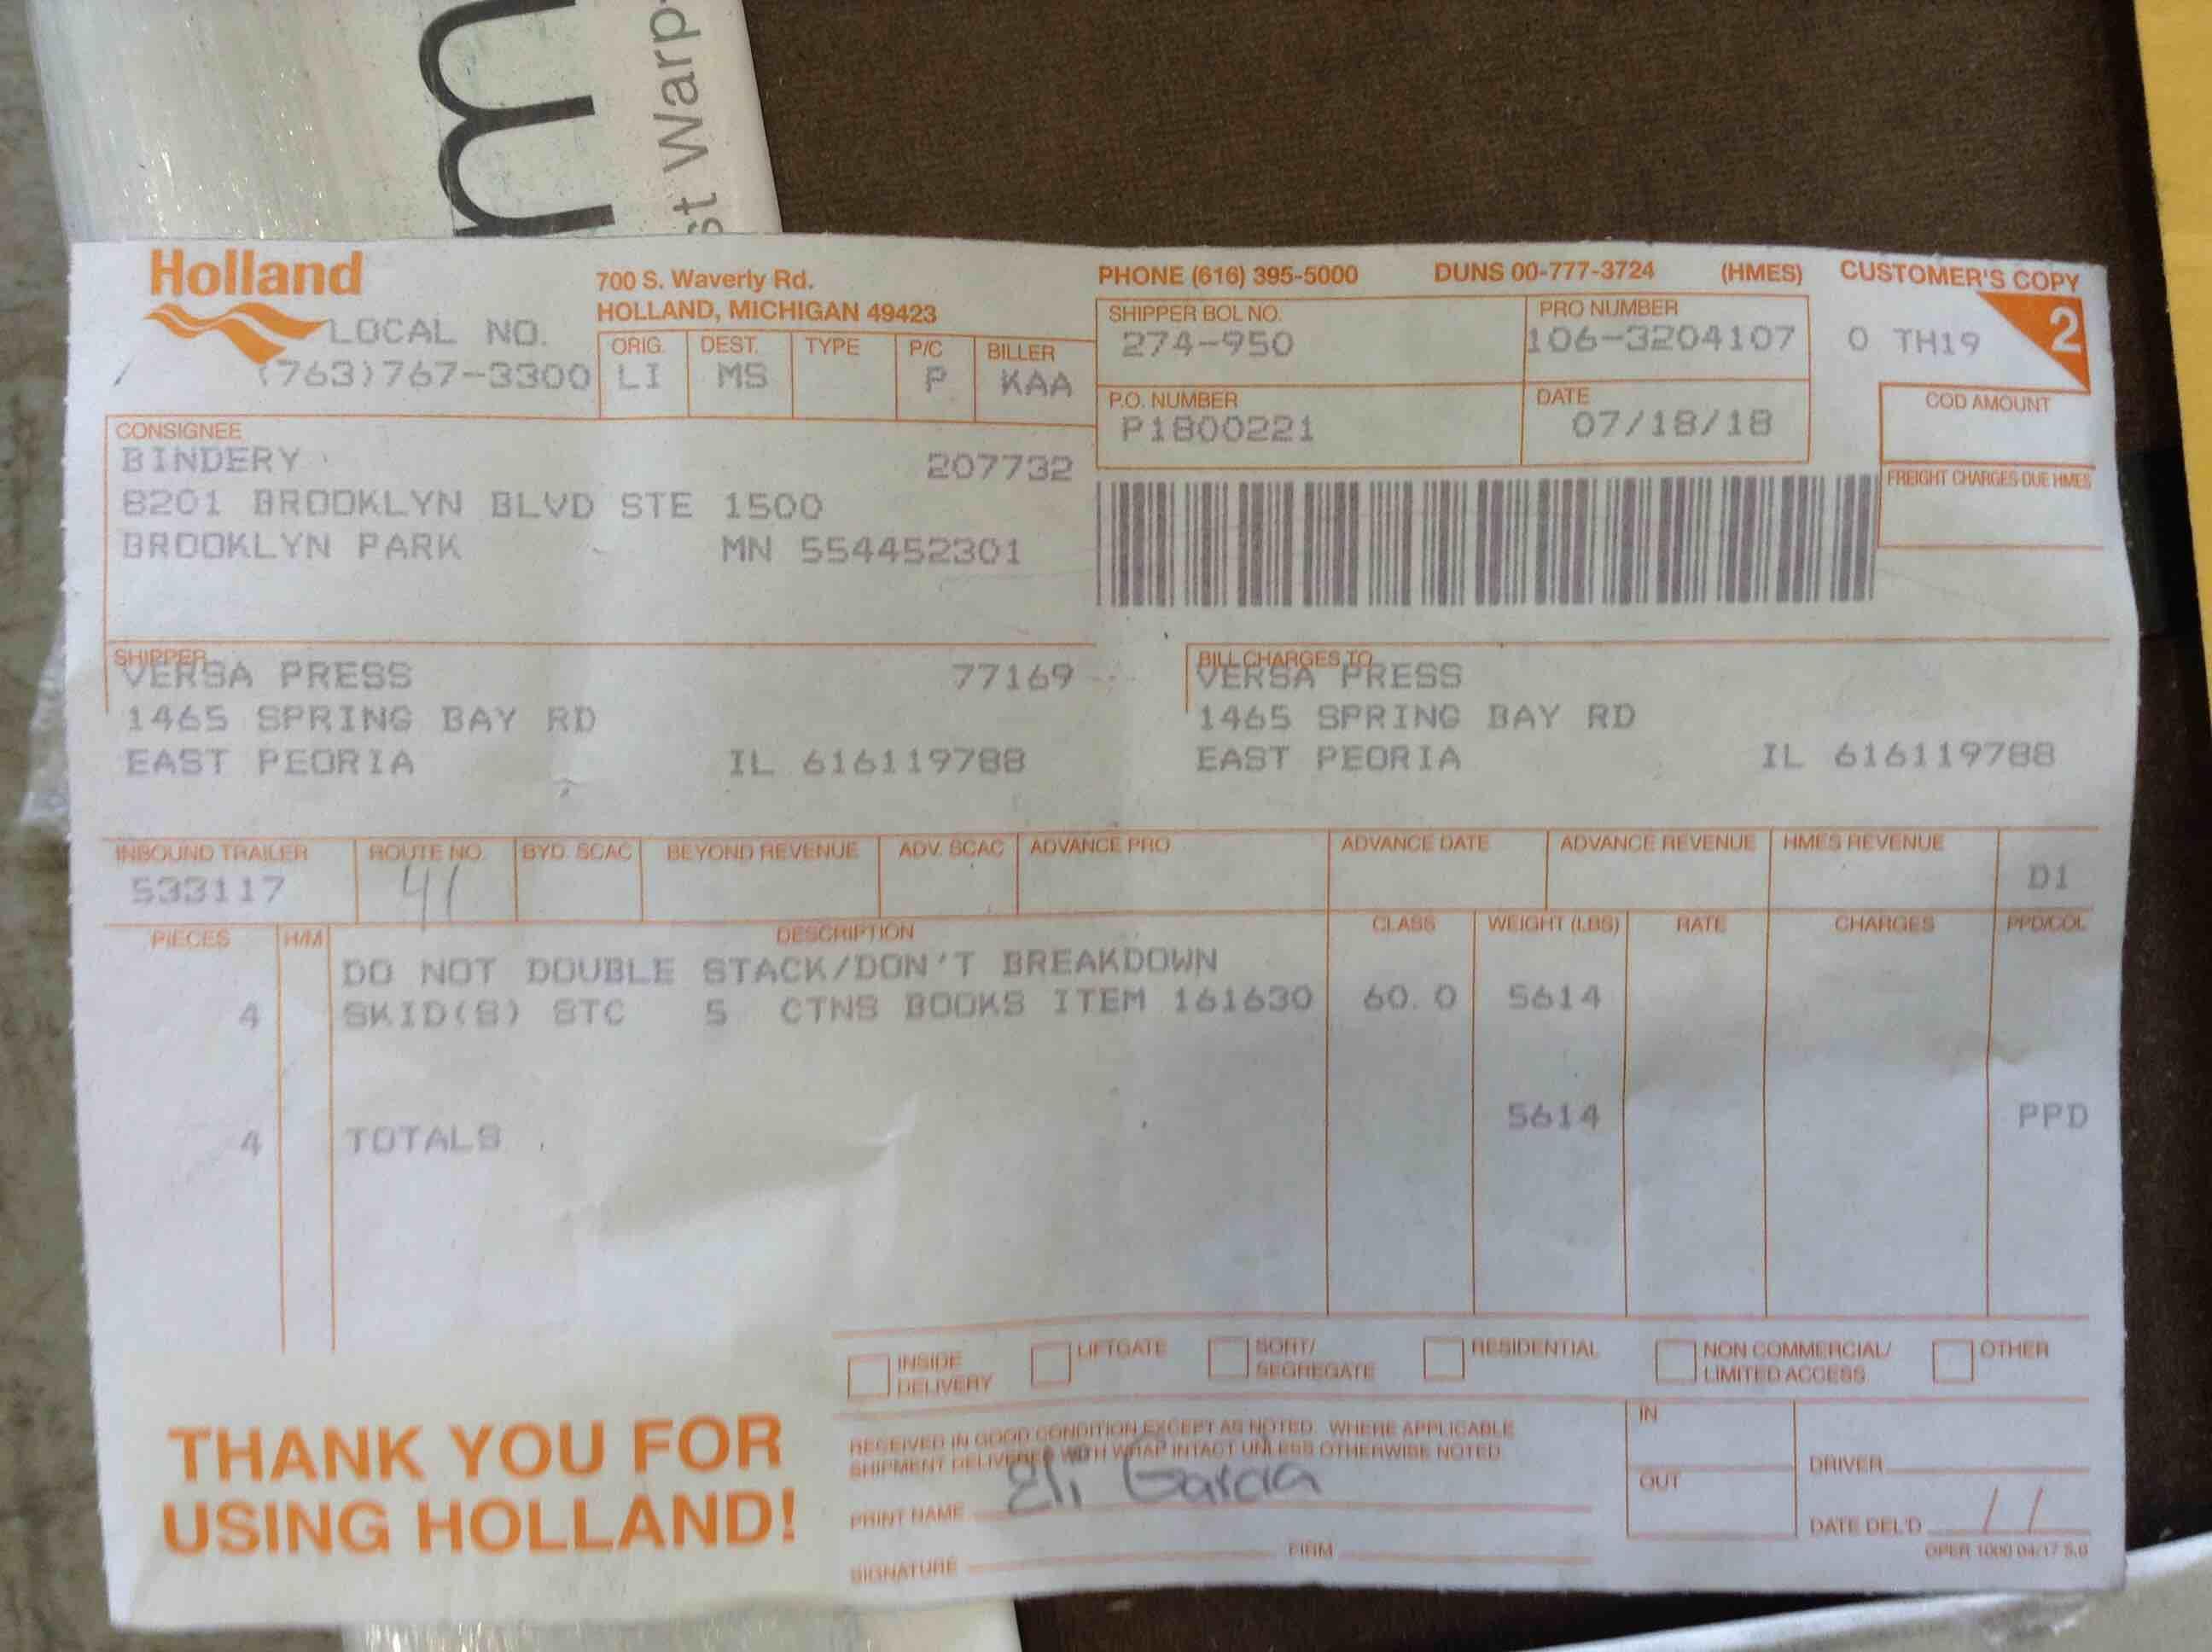 m
st Warp
Holland
700 S. Waverly Rd.
HOLLAND, MICHIGAN 49423
PHONE (616) 395-5000 DUNS 00-777-3724 (HMES) CUSTOMER'S COPY
2
LOCAL NO.
(763)767-3300
ORIG. DEST. TYPE P/C BILLER
LI MS P KAA
SHIPPER BOL NO. PRO NUMBER
274-950 106-3204107 0 TH19
P.O. NUMBER DATE
P1800221 07/18/18
COD AMOUNT
FREIGHT CHARGES DUE HMES
CONSIGNEE
BINDERY 207732
8201 BROOKLYN BLVD STE 1500
BROOKLYN PARK MN 554452301
SHIPPER
VERSA PRESS 77169
1465 SPRING BAY RD
EAST PEORIA IL 616119788
BILL CHARGES TO
VERSA PRESS
1465 SPRING BAY RD
EAST PEORIA IL 616119788
INBOUND TRAILER ROUTE NO. BYD. SCAC BEYOND REVENUE ADV. SCAC ADVANCE PRO ADVANCE DATE ADVANCE REVENUE HMES REVENUE
533117 41 D1
PIECES H/M DESCRIPTION CLASS WEIGHT (LBS) RATE CHARGES PPD/COL
DO NOT DOUBLE STACK/DON'T BREAKDOWN
4 SKID(S) STC 5 CTNS BOOKS ITEM 161630 60.0 5614
4 TOTALS 5614 PPD
INSIDE DELIVERY LIFTGATE SORT/ SEGREGATE RESIDENTIAL NON COMMERCIAL/ LIMITED ACCESS OTHER
THANK YOU FOR
USING HOLLAND!
RECEIVED IN GOOD CONDITION EXCEPT AS NOTED. WHERE APPLICABLE
SHIPMENT DELIVERED WITH WRAP INTACT UNLESS OTHERWISE NOTED.
PRINT NAME Eli Garcia
SIGNATURE FIRM
IN
OUT
DRIVER
DATE DEL'D / /
OPER 1000 04/17 S.G